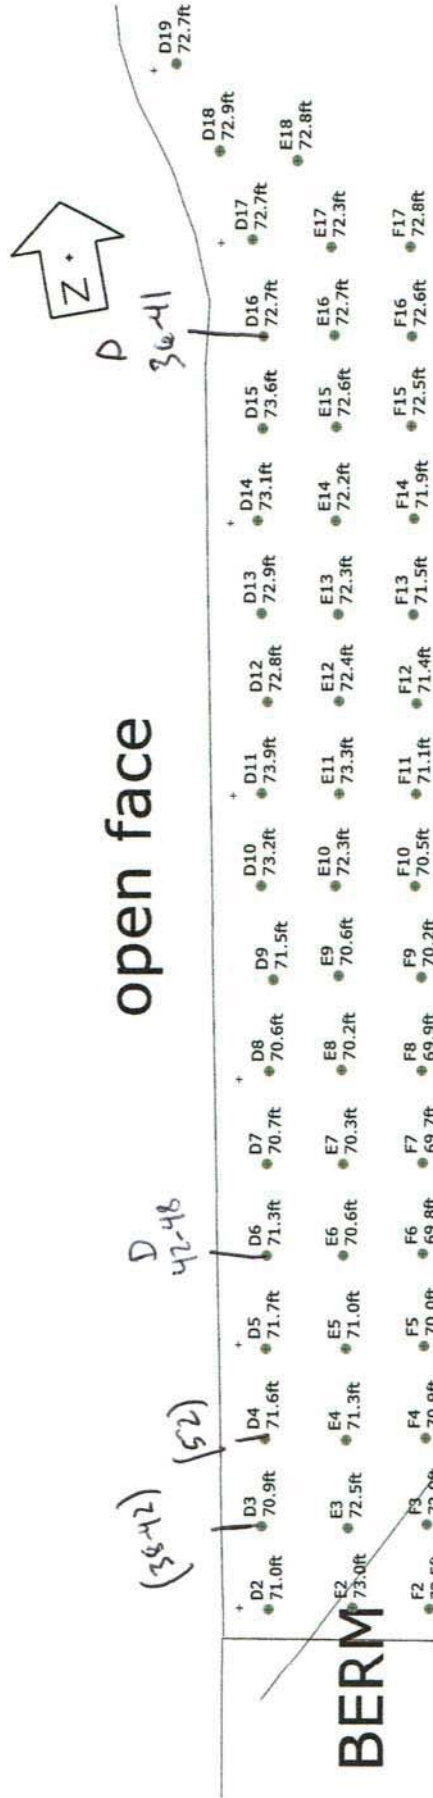 D19
72.7ft
D18
72.9ft
E18
72.8ft
D17
72.7ft
E17
72.3ft
F17
72.8ft
Z
D
36-41
D16
72.7ft
E16
72.7ft
F16
72.6ft
D15
73.6ft
E15
72.6ft
F15
72.5ft
D14
73.1ft
E14
72.2ft
F14
71.9ft
D13
72.9ft
E13
72.3ft
F13
71.5ft
D12
72.8ft
E12
72.4ft
F12
71.4ft
open face
D11
73.9ft
E11
73.3ft
F11
71.1ft
D10
73.2ft
E10
72.3ft
F10
70.5ft
D9
71.5ft
E9
70.6ft
F9
70.2ft
D8
70.6ft
E8
70.2ft
F8
69.9ft
D7
70.7ft
E7
70.3ft
F7
69.7ft
D
42-48
D6
71.3ft
E6
70.6ft
F6
69.8ft
D5
71.7ft
E5
71.0ft
F5
70.0ft
(52)
D4
71.6ft
E4
71.3ft
F4
70.9ft
(38-42)
D3
70.9ft
E3
72.5ft
F3
D2
71.0ft
E2
73.0ft
F2
BERM